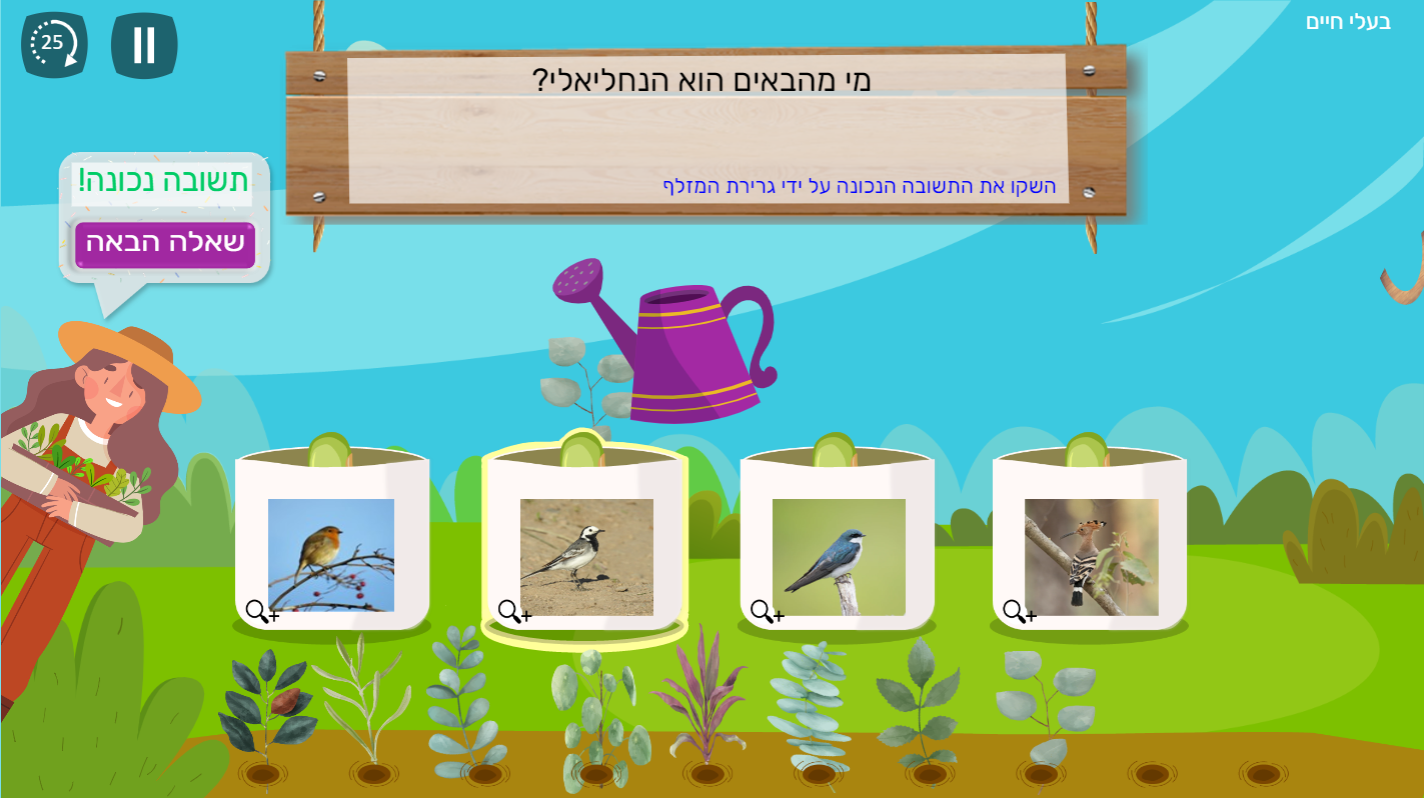 בעלי חיים
25
מי מהבאים הוא הנחליאלי?
השקו את התשובה הנכונה על ידי גרירת המזלף
תשובה נכונה!
שאלה הבאה